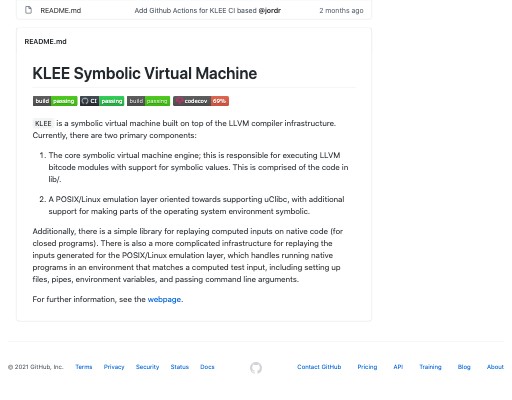 README.md Add Github Actions for KLEE CI based @jordr 2 months ago
README.md
KLEE Symbolic Virtual Machine
build passing CI passing build passing codecov 69%
KLEE is a symbolic virtual machine built on top of the LLVM compiler infrastructure.
Currently, there are two primary components:
1. The core symbolic virtual machine engine; this is responsible for executing LLVM
bitcode modules with support for symbolic values. This is comprised of the code in
lib/.
2. A POSIX/Linux emulation layer oriented towards supporting uClibc, with additional
support for making parts of the operating system environment symbolic.
Additionally, there is a simple library for replaying computed inputs on native code (for
closed programs). There is also a more complicated infrastructure for replaying the
inputs generated for the POSIX/Linux emulation layer, which handles running native
programs in an environment that matches a computed test input, including setting up
files, pipes, environment variables, and passing command line arguments.
For further information, see the webpage.
© 2021 GitHub, Inc. Terms Privacy Security Status Docs Contact GitHub Pricing API Training Blog About